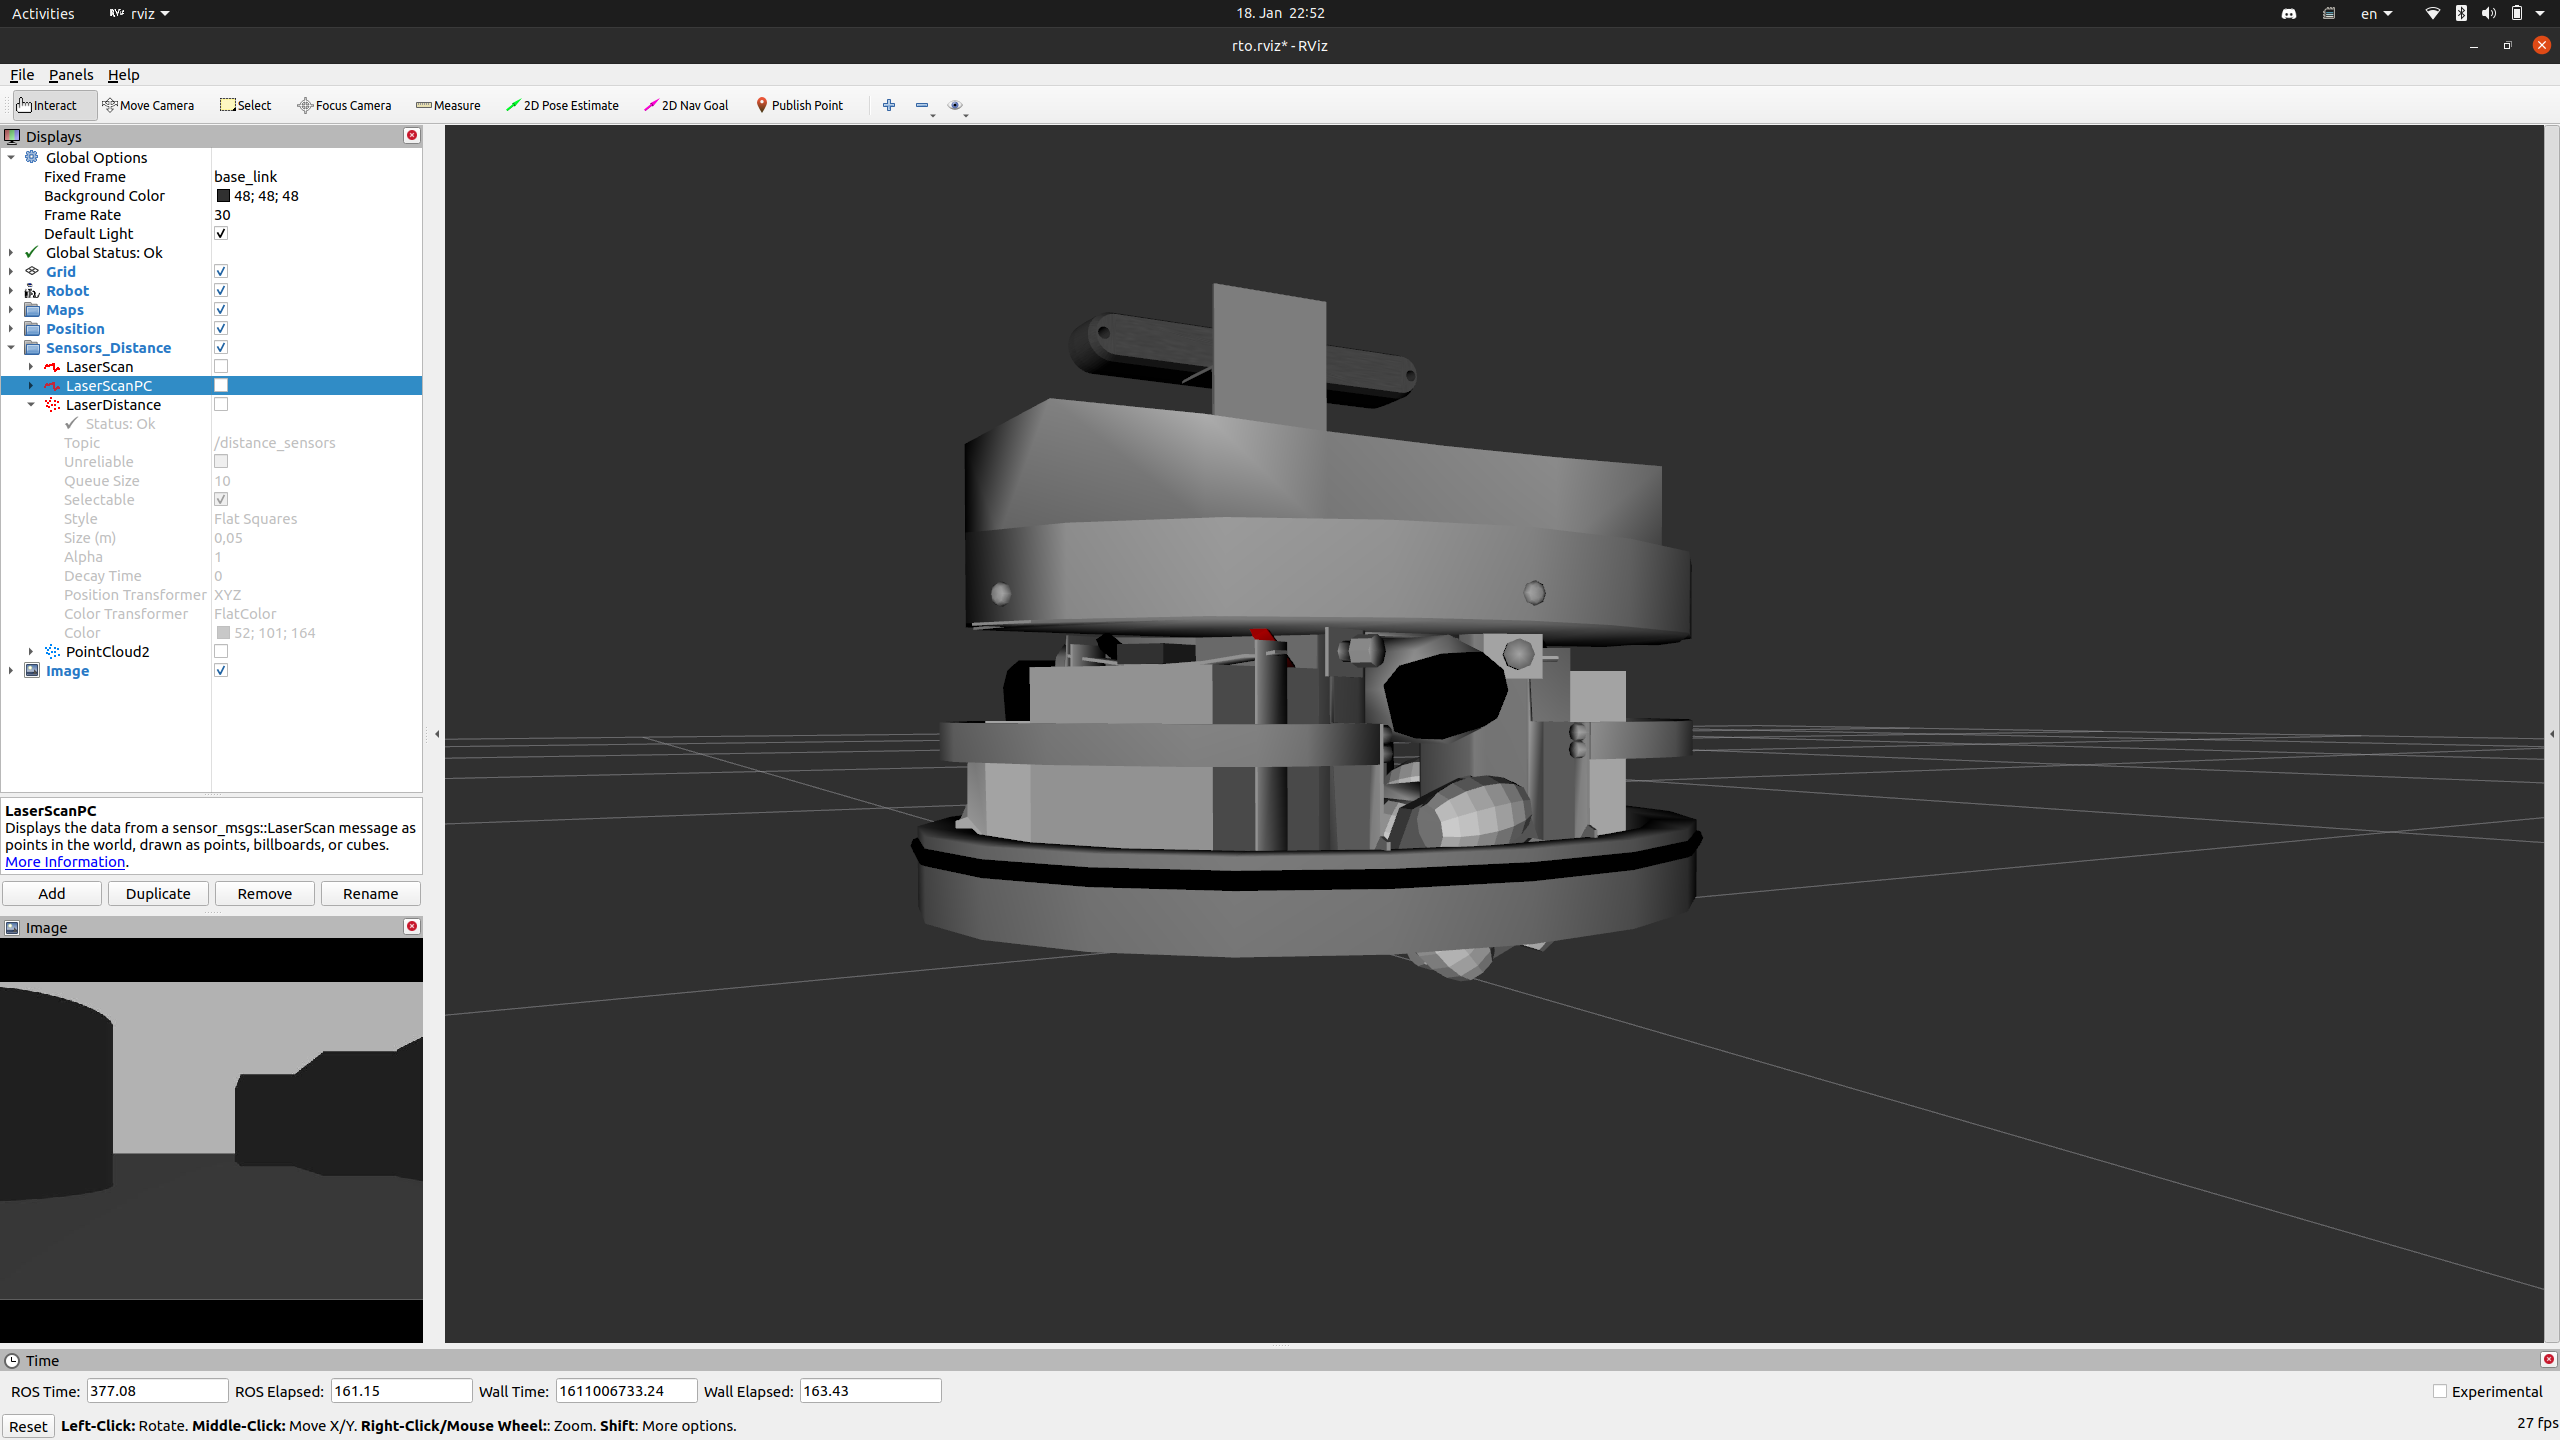 Activities RViz rviz 18. Jan 22:52 en
rto.rviz* - RViz
File Panels Help
Interact Move Camera Select Focus Camera Measure 2D Pose Estimate 2D Nav Goal Publish Point
Displays
Global Options
Fixed Frame base_link
Background Color 48; 48; 48
Frame Rate 30
Default Light
Global Status: Ok
Grid
Robot
Maps
Position
Sensors_Distance
LaserScan
LaserScanPC
LaserDistance
Status: Ok
Topic /distance_sensors
Unreliable
Queue Size 10
Selectable
Style Flat Squares
Size (m) 0,05
Alpha 1
Decay Time 0
Position Transformer XYZ
Color Transformer FlatColor
Color 52; 101; 164
PointCloud2
Image
LaserScanPC
Displays the data from a sensor_msgs::LaserScan message as
points in the world, drawn as points, billboards, or cubes.
More Information.
Add Duplicate Remove Rename
Image
Time
ROS Time: 377.08 ROS Elapsed: 161.15 Wall Time: 1611006733.24 Wall Elapsed: 163.43 Experimental
Reset Left-Click: Rotate. Middle-Click: Move X/Y. Right-Click/Mouse Wheel:: Zoom. Shift: More options. 27 fps